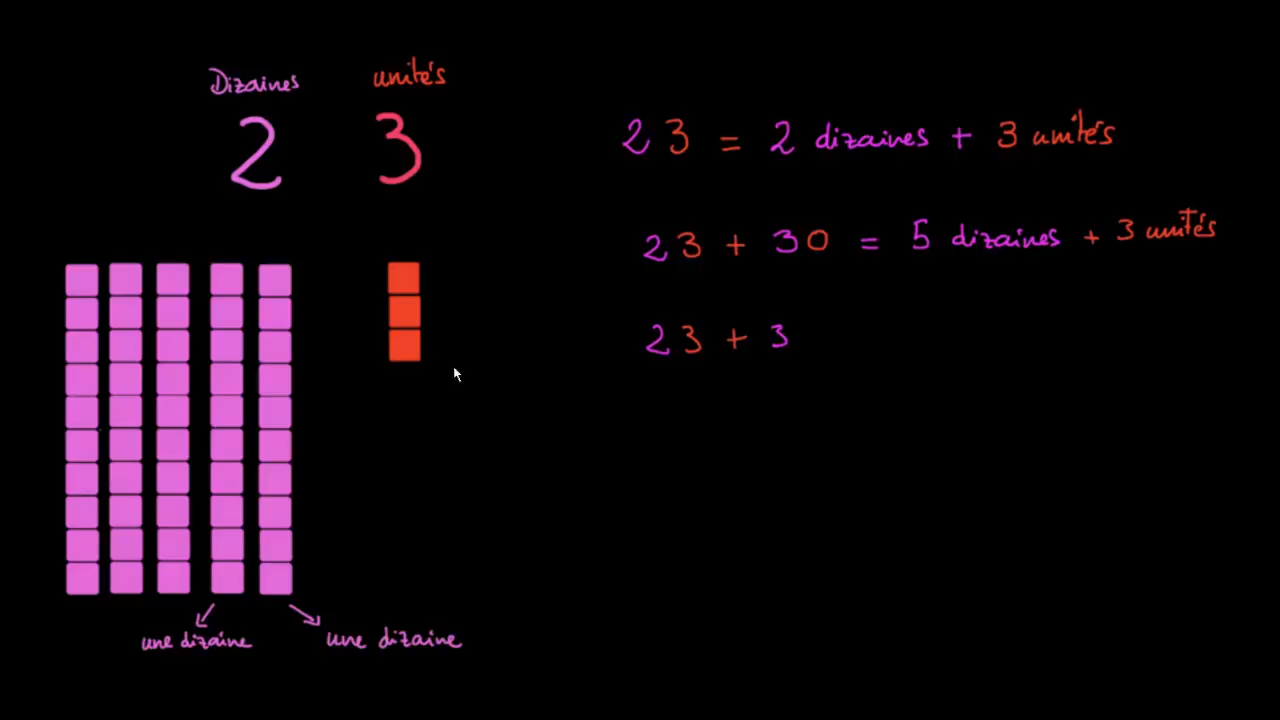 Dizaines unités
2 3
23 = 2 dizaines + 3 unités
23 + 30 = 5 dizaines + 3 unités
23 + 3
une dizaine une dizaine